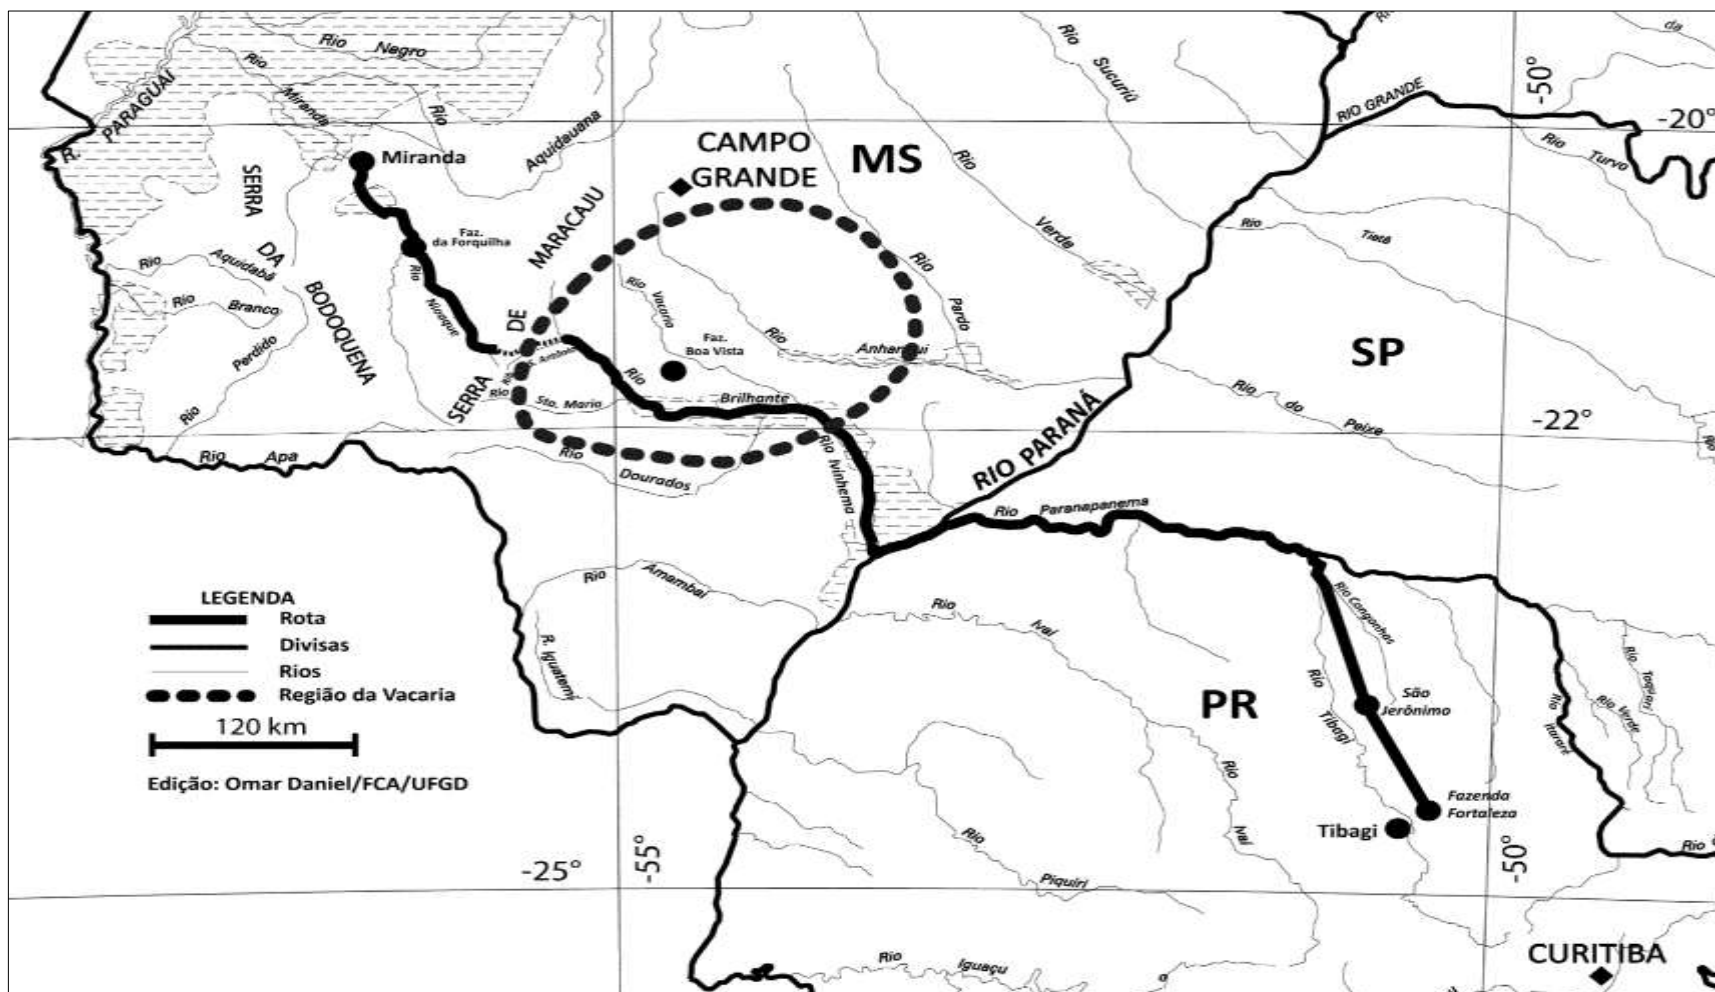 Rio Negro
Rio
Miranda
R. PARAGUAI
Rio
Aquidauana
Miranda
CAMPO
GRANDE
MS
Rio
Sucuriú
Rio
Verde
-50°
RIO GRANDE
-20°
da
Rio
Turvo
Rio
Tietê
SERRA
DA
BODOQUENA
Faz.
da Forquilha
SERRA
DE
MARACAJU
Rio
Aquidabã
Rio
Branco
Rio
Perdido
Rio
Nioaque
Rio
Vacaria
Faz.
Boa Vista
Rio
Anhanduí
Rio
Pardo
Rio
Sta. Maria
Rio
Brilhante
SP
Rio
do
Peixe
-22°
RIO PARANÁ
Rio
Apa
Rio
Dourados
Rio Ivinhema
Rio
Paranapanema
Rio
Amambai
R. Iguatemi
Rio
Ivaí
Rio Congonhas
Rio
Tibagi
São
Jerônimo
PR
Rio
Itararé
Rio
Verde
Rio
Taquari
LEGENDA
Rota
Divisas
Rios
Região da Vacaria
120 km
Edição: Omar Daniel/FCA/UFGD
Fazenda
Fortaleza
Tibagi
Rio
Ivaí
Rio
Piquiri
-25°
-55°
-50°
Rio
CURITIBA
Rio
Iguaçu